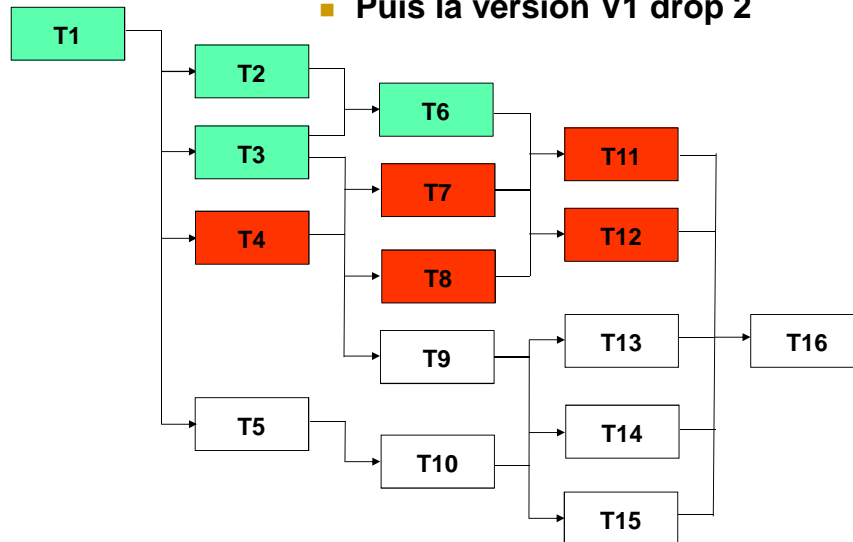 Puis la version V1 drop 2
T1
T2
T3
T4
T5
T6
T7
T8
T9
T10
T11
T12
T13
T14
T15
T16